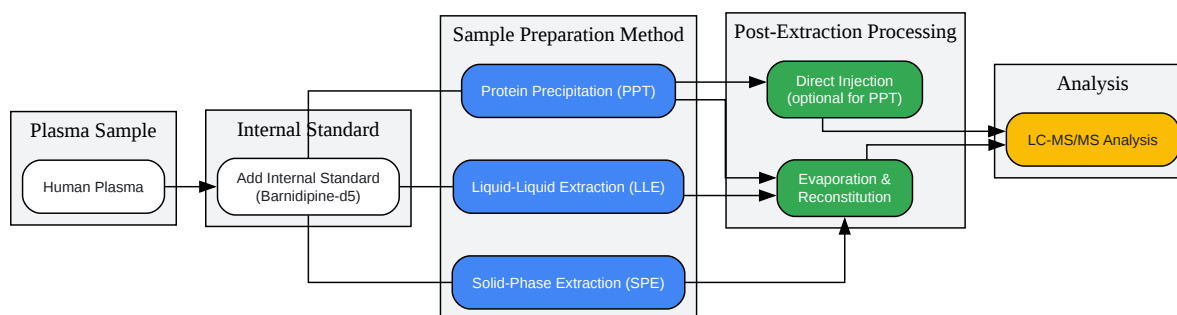 Plasma Sample
Human Plasma
Internal Standard
Add Internal Standard
(Barnidipine-d5)
Sample Preparation Method
Protein Precipitation (PPT)
Liquid-Liquid Extraction (LLE)
Solid-Phase Extraction (SPE)
Post-Extraction Processing
Direct Injection
(optional for PPT)
Evaporation &
Reconstitution
Analysis
LC-MS/MS Analysis